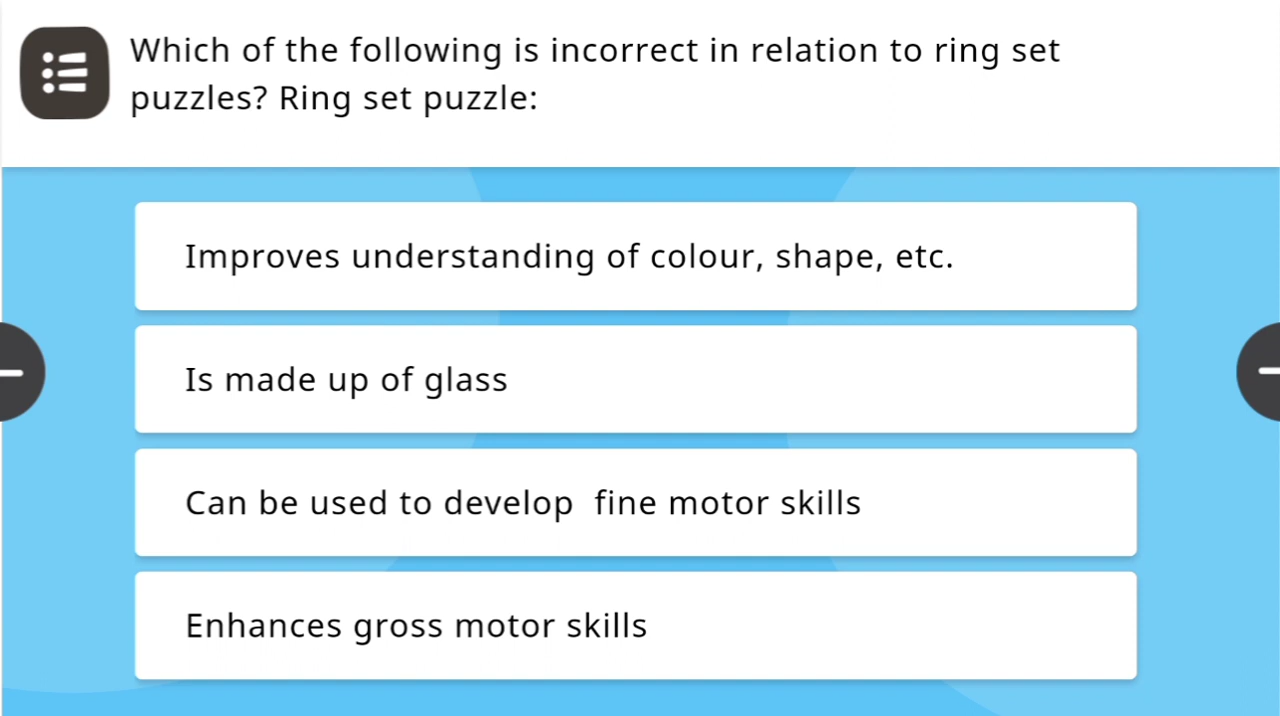 Which of the following is incorrect in relation to ring set
puzzles? Ring set puzzle:
Improves understanding of colour, shape, etc.
Is made up of glass
Can be used to develop  fine motor skills
Enhances gross motor skills